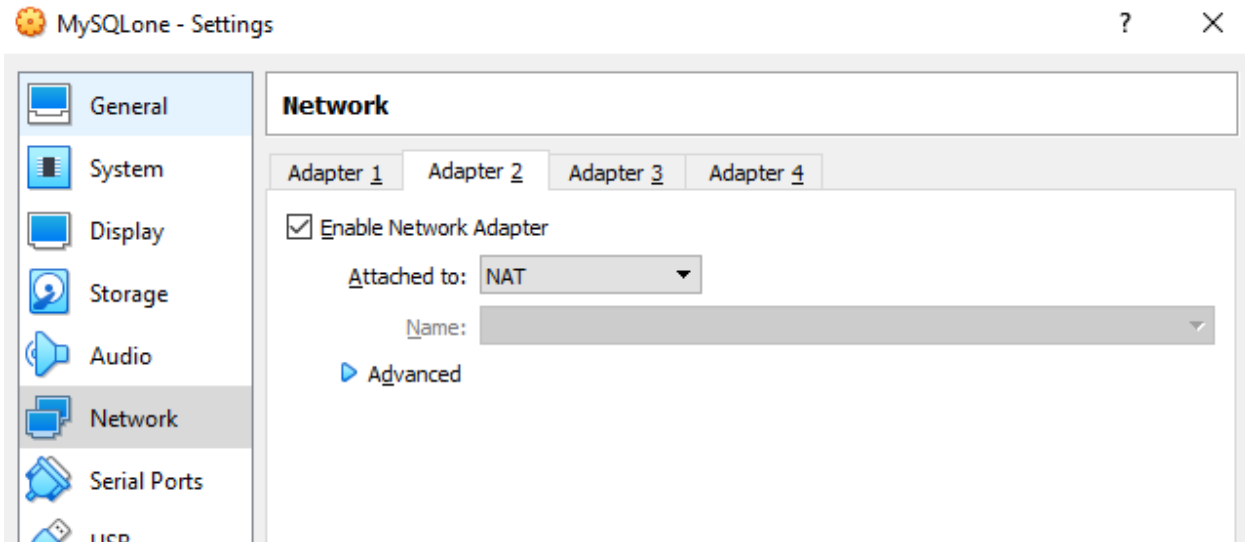 MySQLone - Settings ? ×
General
System
Display
Storage
Audio
Network
Serial Ports
USB
Network
Adapter 1 Adapter 2 Adapter 3 Adapter 4
Enable Network Adapter
Attached to: NAT
Name:
Advanced